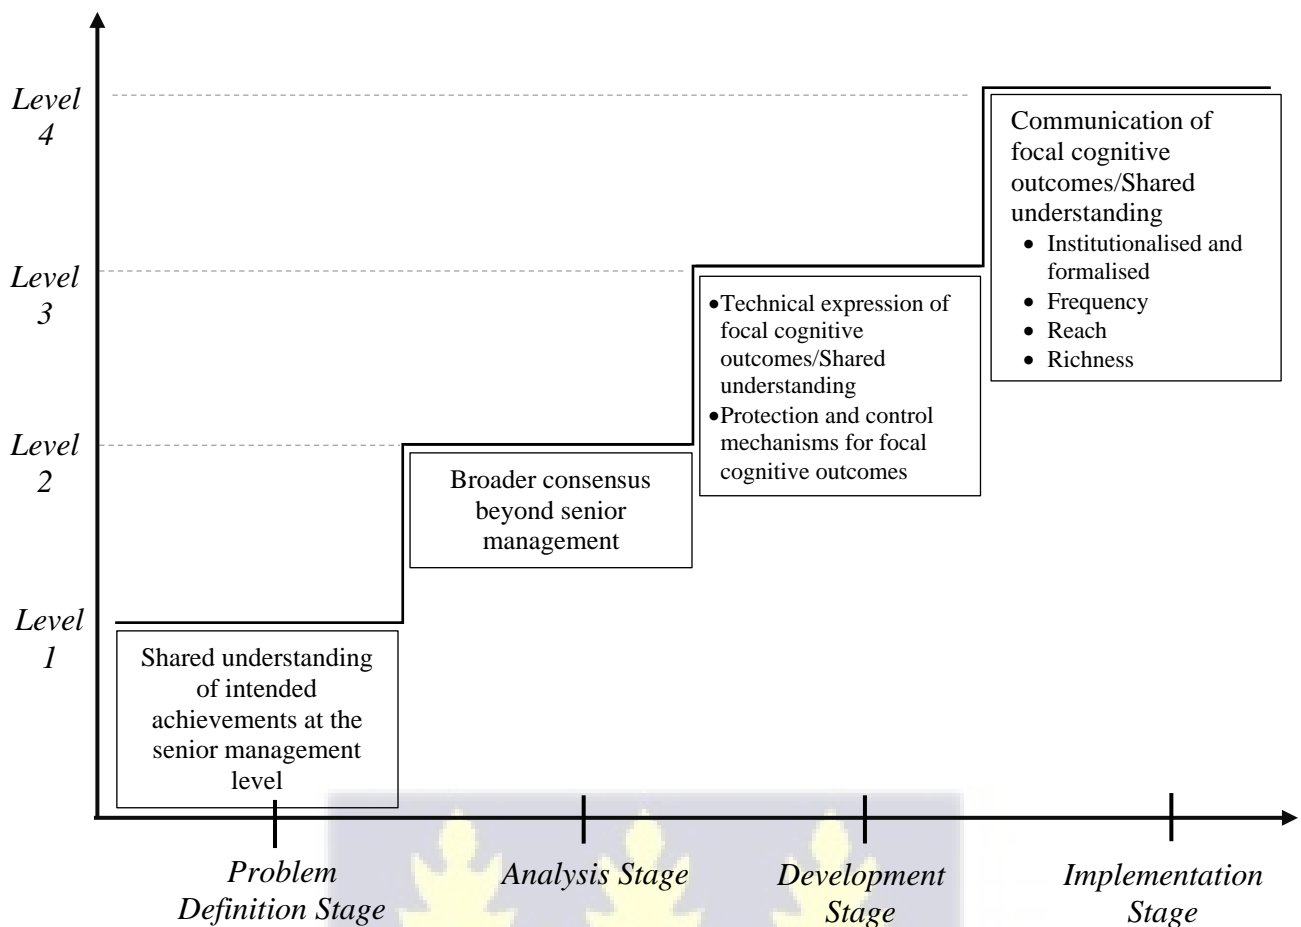 Level
4
Communication of
focal cognitive
outcomes/Shared
understanding
• Institutionalised and
formalised
• Frequency
• Reach
• Richness
Level
3
•Technical expression of
focal cognitive
outcomes/Shared
understanding
•Protection and control
mechanisms for focal
cognitive outcomes
Level
2
Broader consensus
beyond senior
management
Level
1
Shared understanding
of intended
achievements at the
senior management
level
Problem
Definition Stage
Analysis Stage
Development
Stage
Implementation
Stage